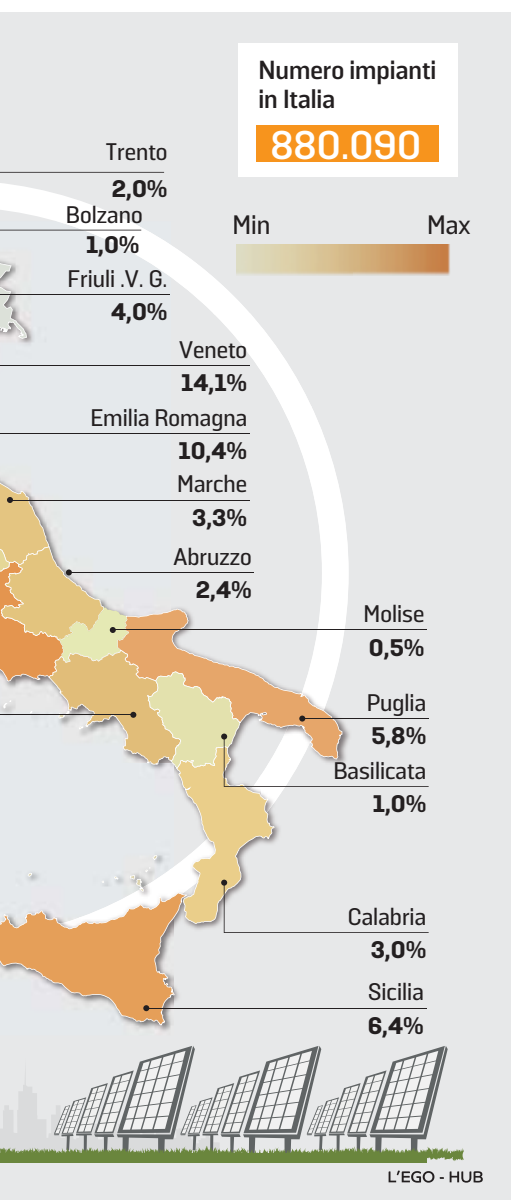 Numero impianti
in Italia
880.090
Min
Max
Trento
2,0%
Bolzano
1,0%
Friuli .V. G.
4,0%
Veneto
14,1%
Emilia Romagna
10,4%
Marche
3,3%
Abruzzo
2,4%
Molise
0,5%
Puglia
5,8%
Basilicata
1,0%
Calabria
3,0%
Sicilia
6,4%
L'EGO - HUB